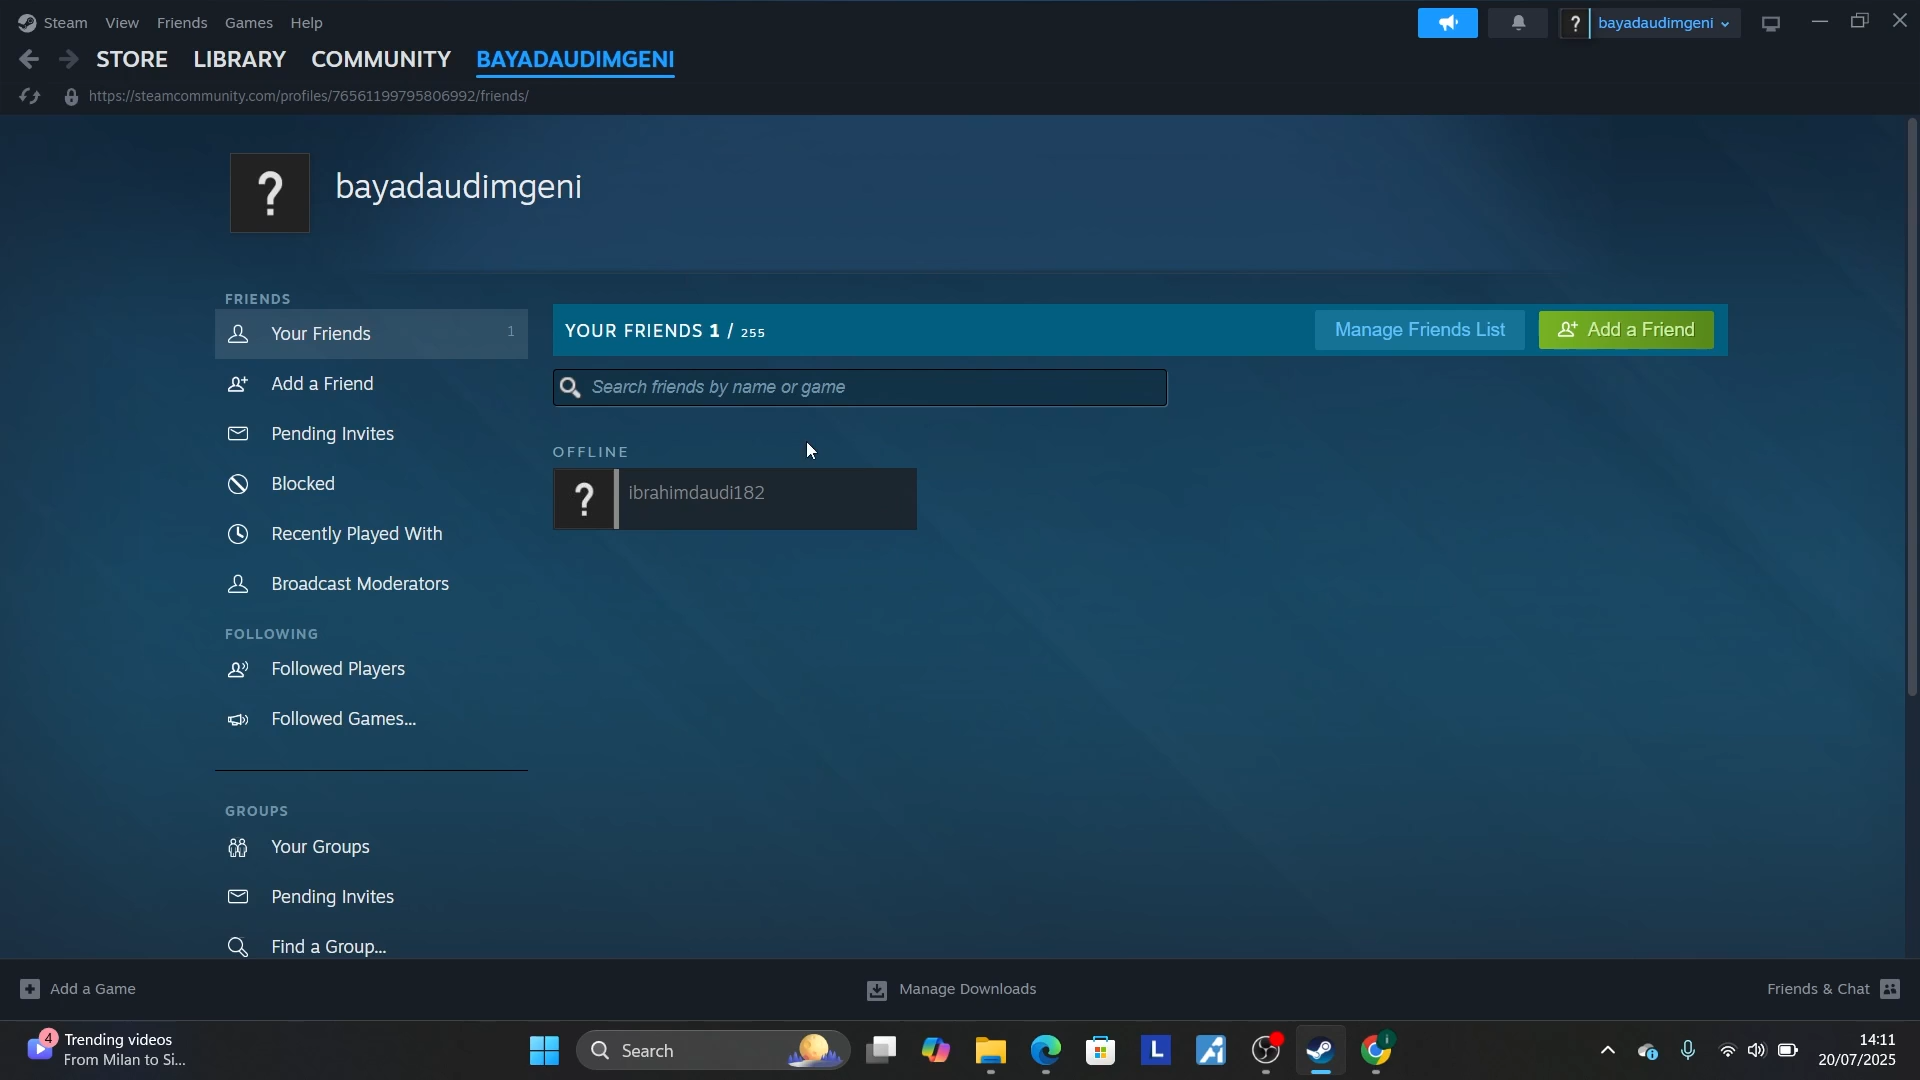 Steam View Friends Games Help
bayadaudimgeni
STORE LIBRARY COMMUNITY BAYADAUDIMGENI
https://steamcommunity.com/profiles/76561199795806992/friends/
?
bayadaudimgeni
FRIENDS
Your Friends 1
Add a Friend
Pending Invites
Blocked
Recently Played With
Broadcast Moderators
FOLLOWING
Followed Players
Followed Games...
GROUPS
Your Groups
Pending Invites
Find a Group...
YOUR FRIENDS 1 / 255
Manage Friends List
Add a Friend
Search friends by name or game
OFFLINE
? ibrahimdaudi182
Add a Game
Manage Downloads
Friends & Chat
4
Trending videos
From Milan to Si...
Search
L
14:11
20/07/2025